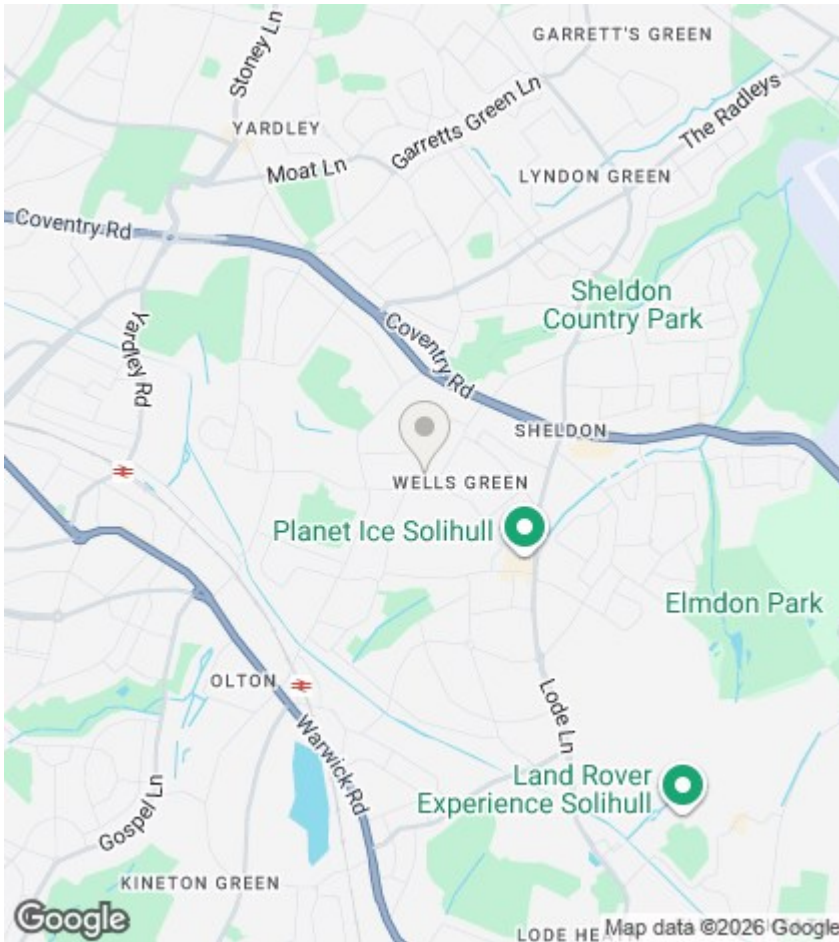 GARRETT'S GREEN
Stoney Ln
YARDLEY
Garretts Green Ln
The Radleys
Moat Ln
LYNDON GREEN
Coventry Rd
Sheldon
Country Park
Yardley Rd
Coventry Rd
SHELDON
WELLS GREEN
Planet Ice Solihull
Elmdon Park
OLTON
Lode Ln
Warwick Rd
Land Rover
Experience Solihull
Gospel Ln
KINETON GREEN
Google
Map data ©2026 Google